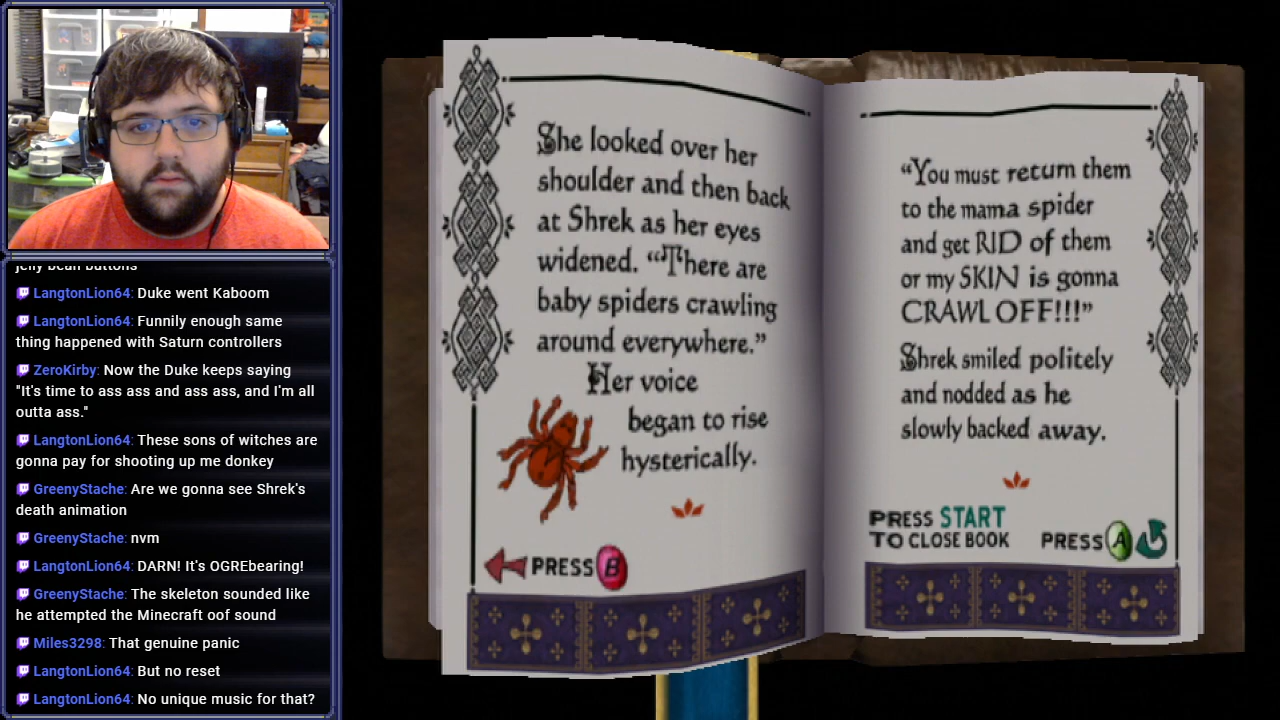 jelly bean buttons
LangtonLion64: Duke went Kaboom
LangtonLion64: Funnily enough same
thing happened with Saturn controllers
ZeroKirby: Now the Duke keeps saying
"It's time to ass ass and ass ass, and I'm all
outta ass."
LangtonLion64: These sons of witches are
gonna pay for shooting up me donkey
GreenyStache: Are we gonna see Shrek's
death animation
GreenyStache: nvm
LangtonLion64: DARN! It's OGREbearing!
GreenyStache: The skeleton sounded like
he attempted the Minecraft oof sound
Miles3298: That genuine panic
LangtonLion64: But no reset
LangtonLion64: No unique music for that?
She looked over her
shoulder and then back
at Shrek as her eyes
widened. “There are
baby spiders crawling
around everywhere.”
Her voice
began to rise
hysterically.
PRESS B
“You must return them
to the mama spider
and get RID of them
or my SKIN is gonna
CRAWL OFF!!!”
Shrek smiled politely
and nodded as he
slowly backed away.
PRESS START
TO CLOSE BOOK
PRESS A